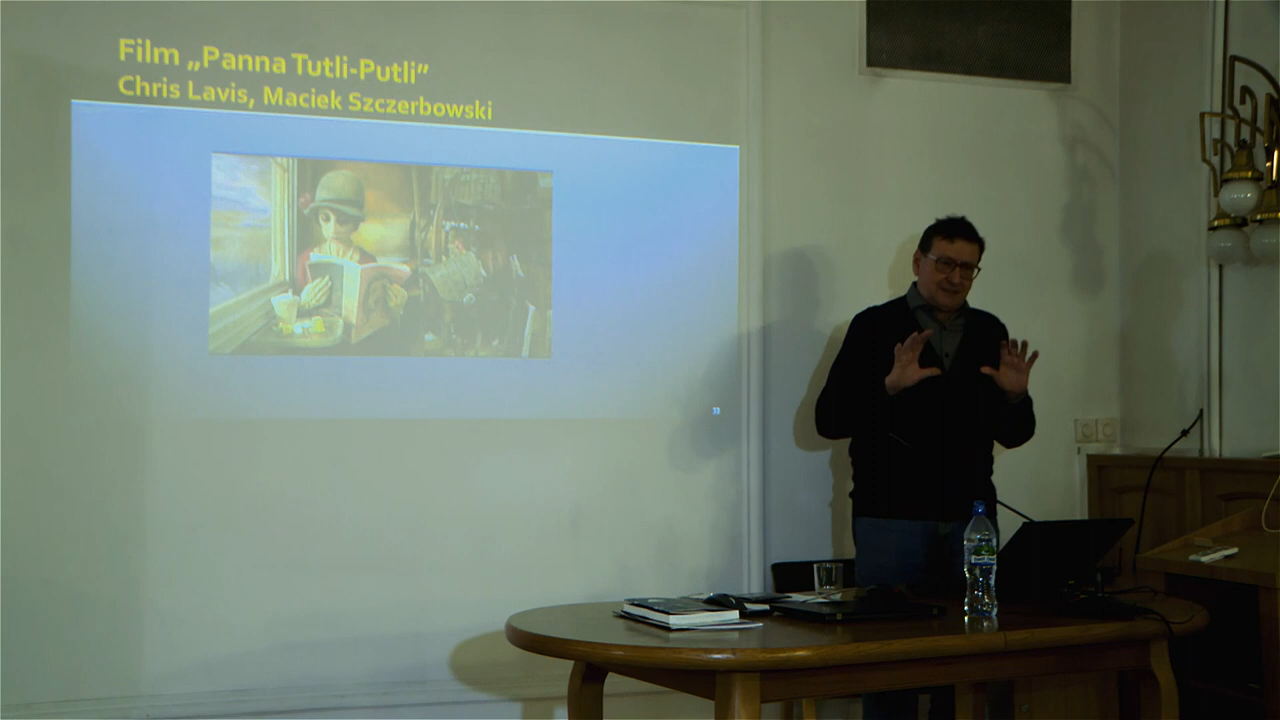 Film „Panna Tutli-Putli”
Chris Lavis, Maciek Szczerbowski